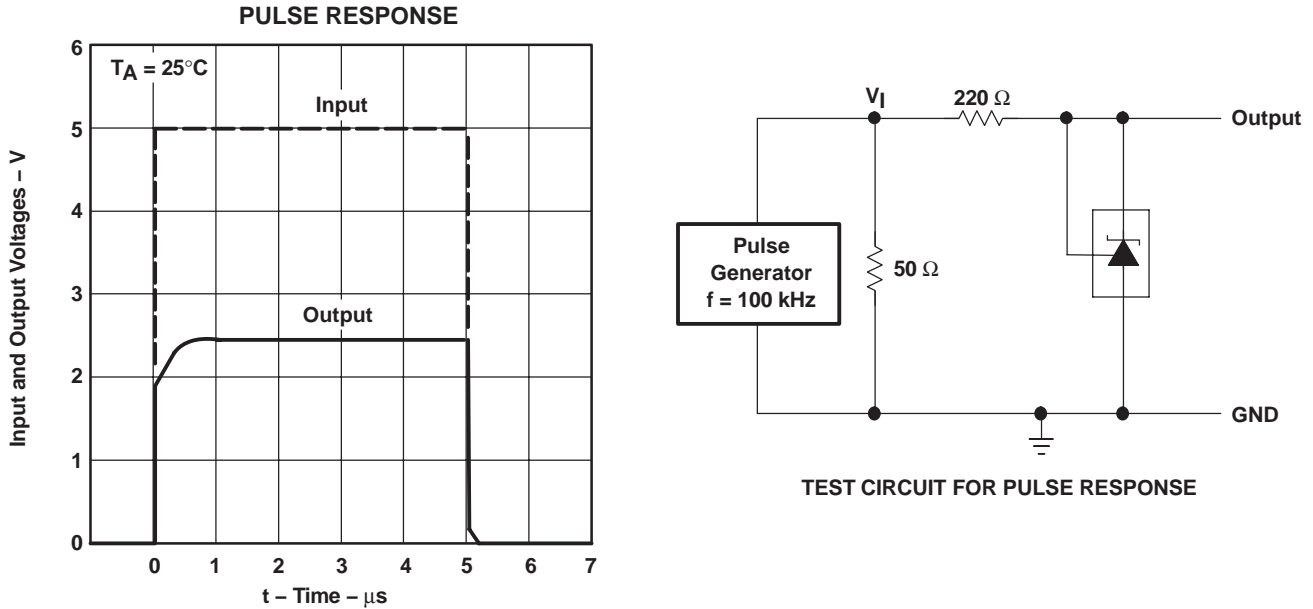 PULSE RESPONSE
Input and Output Voltages – V
6
5
4
3
2
1
0
T_A = 25°C
Input
Output
0 1 2 3 4 5 6 7
t – Time – μs
V_I
220 Ω
Output
Pulse
Generator
f = 100 kHz
50 Ω
GND
TEST CIRCUIT FOR PULSE RESPONSE